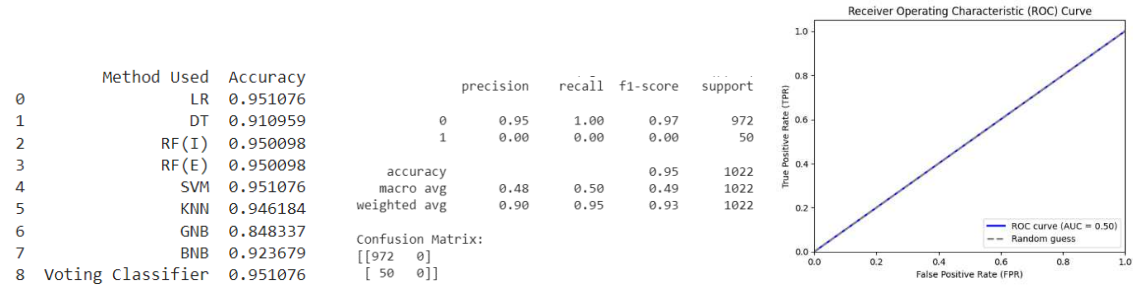 Method Used Accuracy
0 LR 0.951076
1 DT 0.910959
2 RF(I) 0.950098
3 RF(E) 0.950098
4 SVM 0.951076
5 KNN 0.946184
6 GNB 0.848337
7 BNB 0.923679
8 Voting Classifier 0.951076
precision recall f1-score support
0 0.95 1.00 0.97 972
1 0.00 0.00 0.00 50
accuracy 0.95 1022
macro avg 0.48 0.50 0.49 1022
weighted avg 0.90 0.95 0.93 1022
Confusion Matrix:
[[972 0]
[ 50 0]]
Receiver Operating Characteristic (ROC) Curve
True Positive Rate (TPR)
1.0
0.8
0.6
0.4
0.2
0.0
ROC curve (AUC = 0.50)
Random guess
0.0 0.2 0.4 0.6 0.8 1.0
False Positive Rate (FPR)